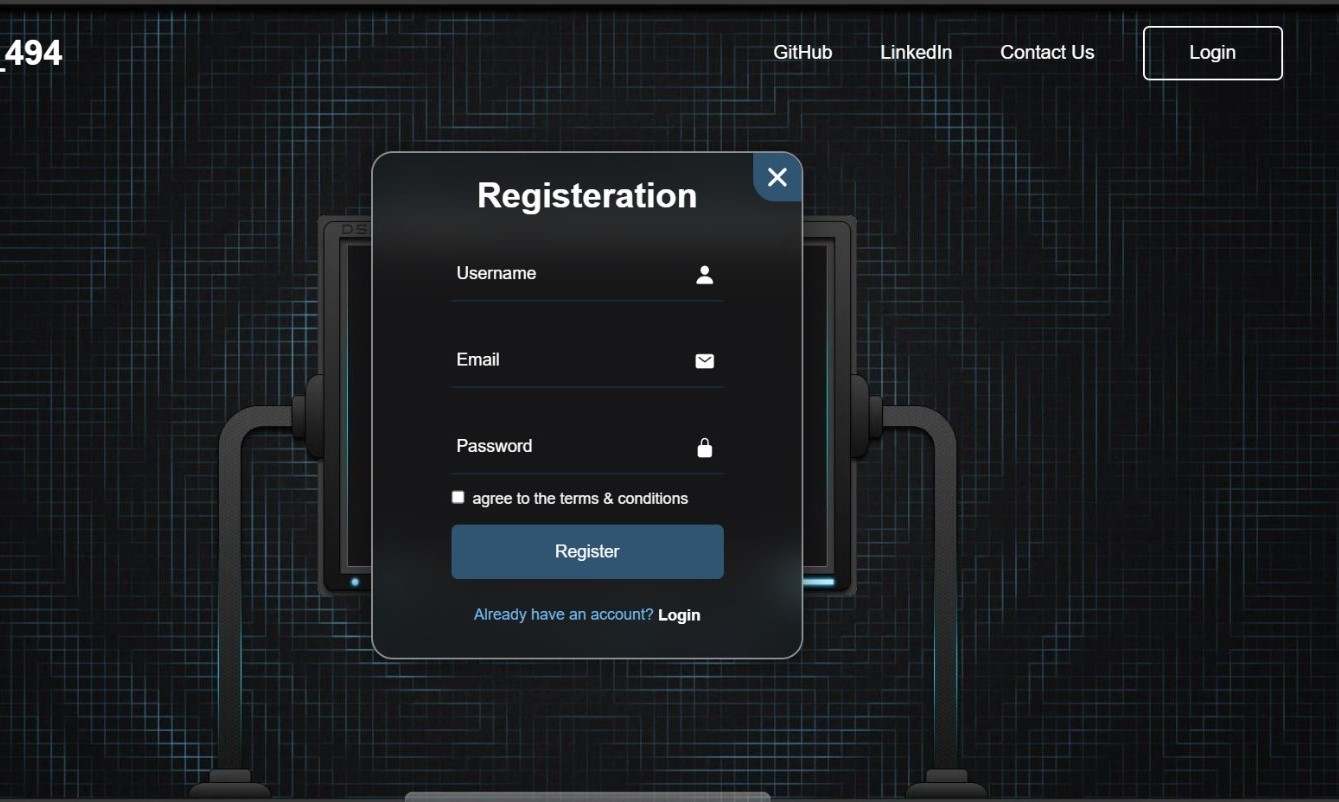 _494
GitHub LinkedIn Contact Us Login
Registeration
DS
Username
Email
Password
agree to the terms & conditions
Register
Already have an account? Login